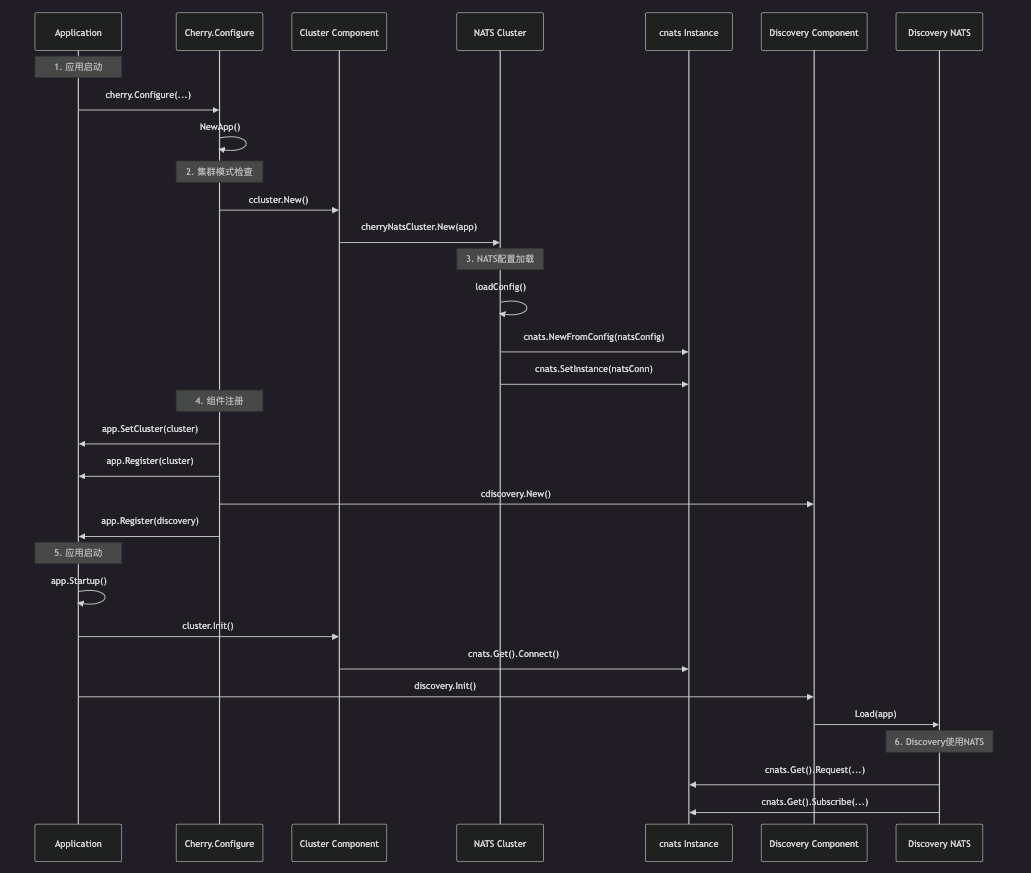 Application
Cherry.Configure
Cluster Component
NATS Cluster
cnats Instance
Discovery Component
Discovery NATS
1. 应用启动
cherry.Configure(...)
NewApp()
2. 集群模式检查
ccluster.New()
cherryNatsCluster.New(app)
3. NATS配置加载
loadConfig()
cnats.NewFromConfig(natsConfig)
cnats.SetInstance(natsConn)
4. 组件注册
app.SetCluster(cluster)
app.Register(cluster)
cdiscovery.New()
app.Register(discovery)
5. 应用启动
app.Startup()
cluster.Init()
cnats.Get().Connect()
discovery.Init()
Load(app)
6. Discovery使用NATS
cnats.Get().Request(...)
cnats.Get().Subscribe(...)
Application
Cherry.Configure
Cluster Component
NATS Cluster
cnats Instance
Discovery Component
Discovery NATS